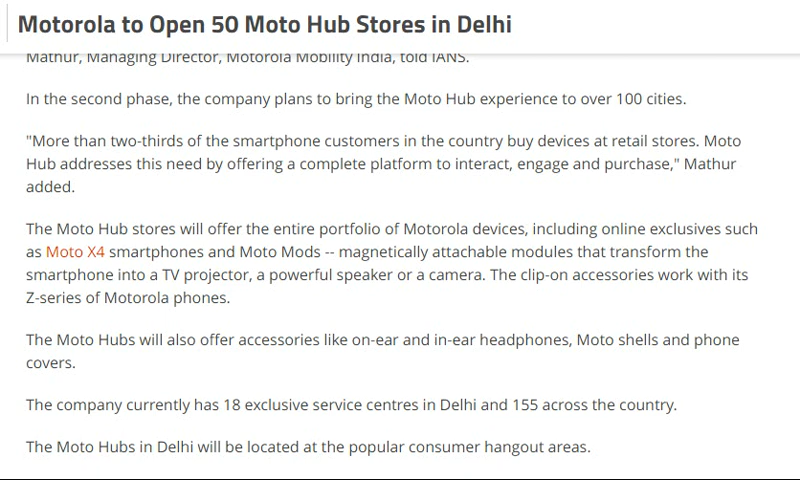 Motorola to Open 50 Moto Hub Stores in Delhi
Mathur, Managing Director, Motorola Mobility India, told IANS.
In the second phase, the company plans to bring the Moto Hub experience to over 100 cities.
"More than two-thirds of the smartphone customers in the country buy devices at retail stores. Moto
Hub addresses this need by offering a complete platform to interact, engage and purchase," Mathur
added.
The Moto Hub stores will offer the entire portfolio of Motorola devices, including online exclusives such
as Moto X4 smartphones and Moto Mods -- magnetically attachable modules that transform the
smartphone into a TV projector, a powerful speaker or a camera. The clip-on accessories work with its
Z-series of Motorola phones.
The Moto Hubs will also offer accessories like on-ear and in-ear headphones, Moto shells and phone
covers.
The company currently has 18 exclusive service centres in Delhi and 155 across the country.
The Moto Hubs in Delhi will be located at the popular consumer hangout areas.